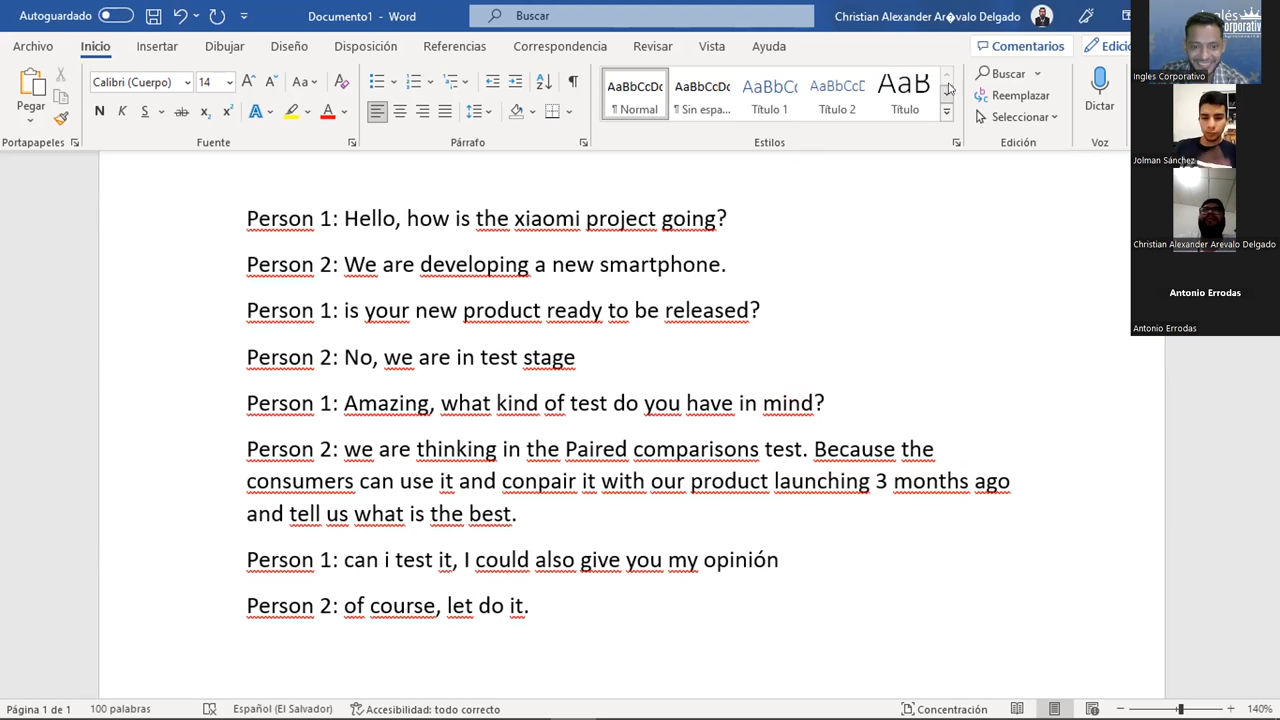 Autoguardado
Documento1 - Word
Buscar
Christian Alexander Ar�valo Delgado
Archivo Inicio Insertar Dibujar Diseño Disposición Referencias Correspondencia Revisar Vista Ayuda
Comentarios
Edició
Pegar
Portapapeles
Calibri (Cuerpo) 14
Aa
N K S ab x₂ x² A A
Fuente
Párrafo
AaBbCcDc AaBbCcDc AaBbCc AaBbCcD AaB
¶ Normal ¶ Sin espa... Título 1 Título 2 Título
Estilos
Buscar
Reemplazar
Seleccionar
Edición
Dictar
Voz
Person 1: Hello, how is the xiaomi project going?
Person 2: We are developing a new smartphone.
Person 1: is your new product ready to be released?
Person 2: No, we are in test stage
Person 1: Amazing, what kind of test do you have in mind?
Person 2: we are thinking in the Paired comparisons test. Because the
consumers can use it and conpair it with our product launching 3 months ago
and tell us what is the best.
Person 1: can i test it, I could also give you my opinión
Person 2: of course, let do it.
Ingles Corporativo
Jolman Sánchez
Christian Alexander Arevalo Delgado
Antonio Errodas
Antonio Errodas
Página 1 de 1 100 palabras Español (El Salvador) Accesibilidad: todo correcto Concentración 140%